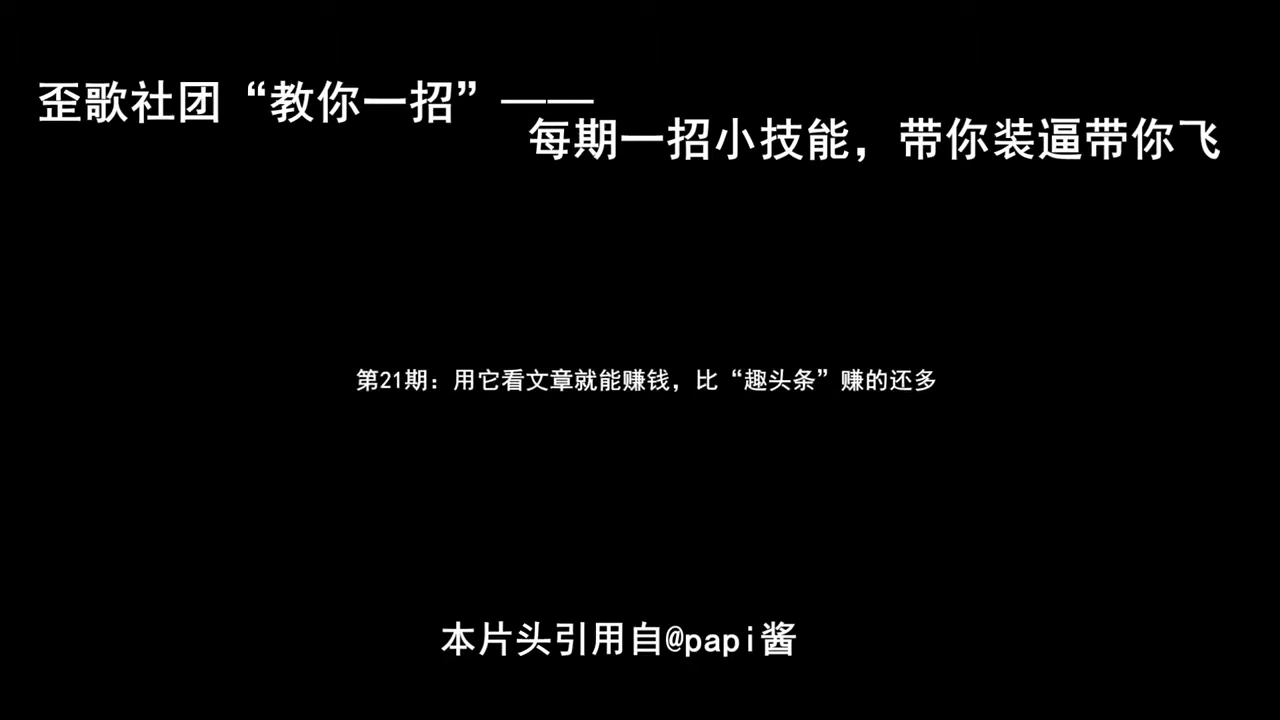 歪歌社团“教你一招”——
每期一招小技能，带你装逼带你飞
第21期：用它看文章就能赚钱，比“趣头条”赚的还多
本片头引用自@papi酱